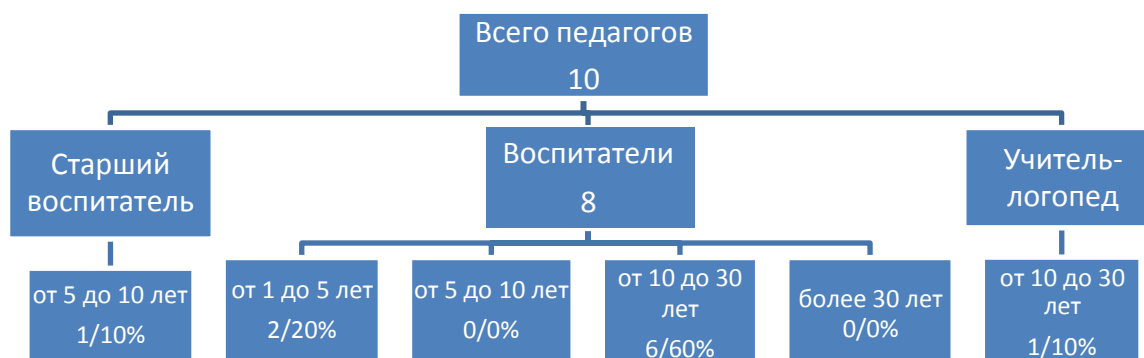 Всего педагогов
10
Старший
воспитатель
Воспитатели
8
Учитель-
логопед
от 5 до 10 лет
1/10%
от 1 до 5 лет
2/20%
от 5 до 10 лет
0/0%
от 10 до 30
лет
6/60%
более 30 лет
0/0%
от 10 до 30
лет
1/10%